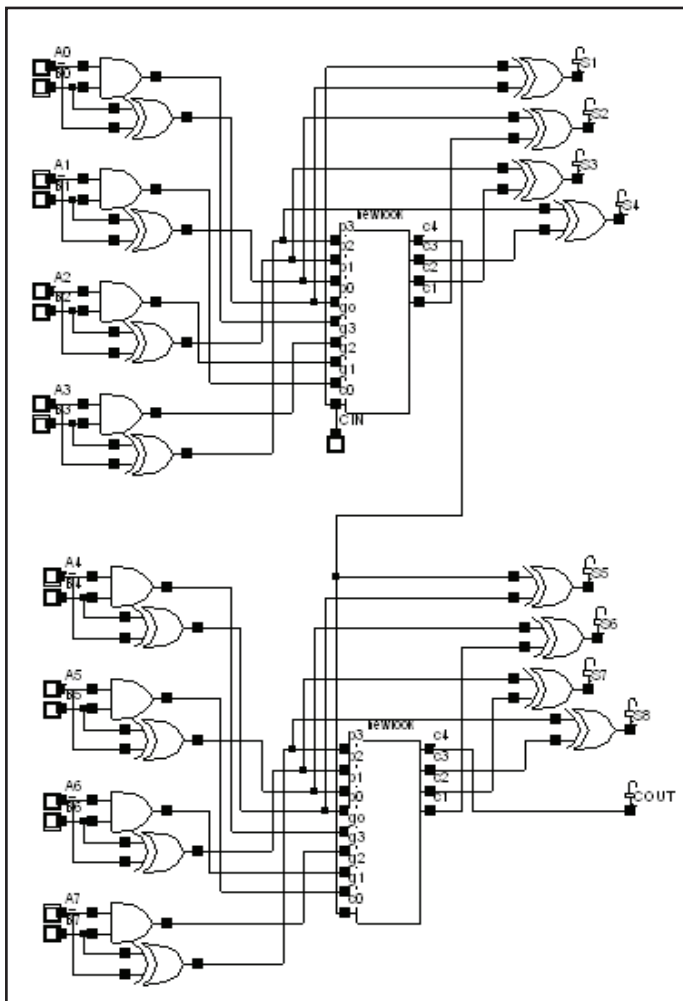 A0
B0
S1
S2
A1
B1
S3
S4
newlook
p3
p2
p1
p0
go
g3
g2
g1
c0
c4
c3
c2
c1
A2
B2
A3
B3
CIN
A4
B4
S5
S6
A5
B5
S7
S8
newlook
p3
p2
p1
p0
go
g3
g2
g1
c0
c4
c3
c2
c1
A6
B6
COUT
A7